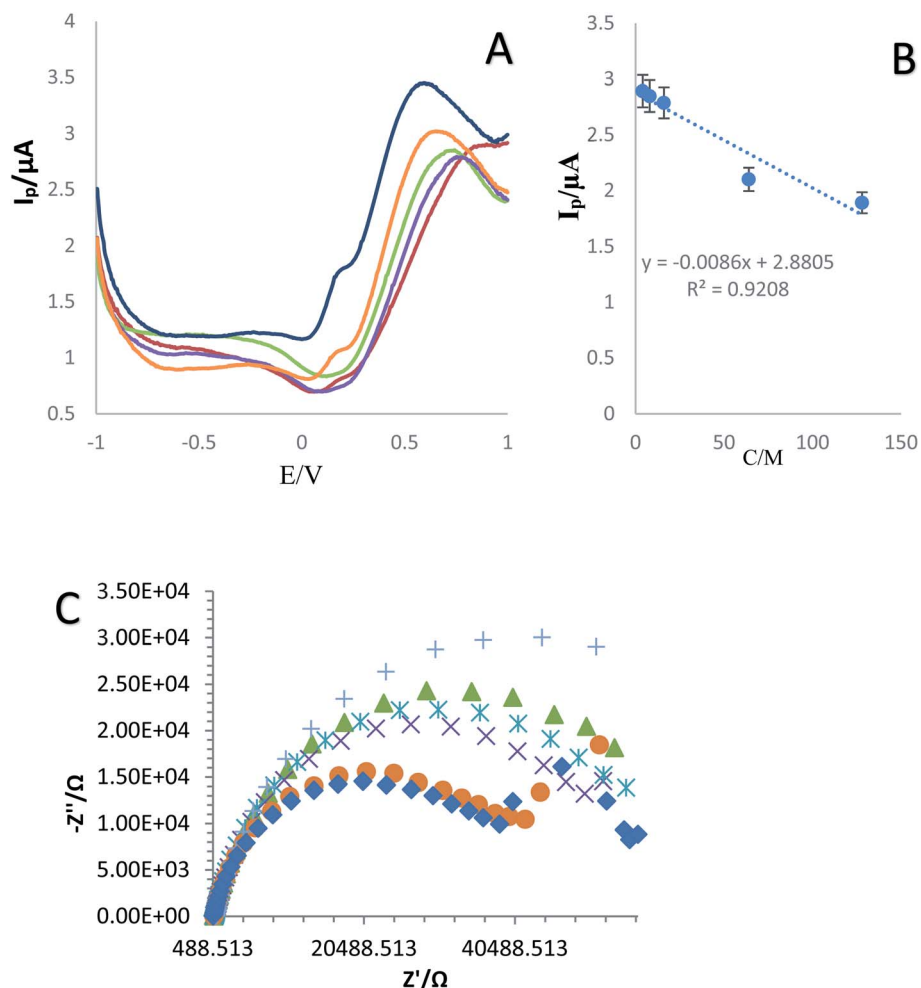 A
Ip/μA
4
3.5
3
2.5
2
1.5
1
0.5
-1
-0.5
0
0.5
1
E/V
B
Ip/μA
3.5
3
2.5
2
1.5
1
0.5
0
y = -0.0086x + 2.8805
R² = 0.9208
0
50
100
150
C/M
C
-Z''/Ω
3.50E+04
3.00E+04
2.50E+04
2.00E+04
1.50E+04
1.00E+04
5.00E+03
0.00E+00
488.513
20488.513
40488.513
Z'/Ω